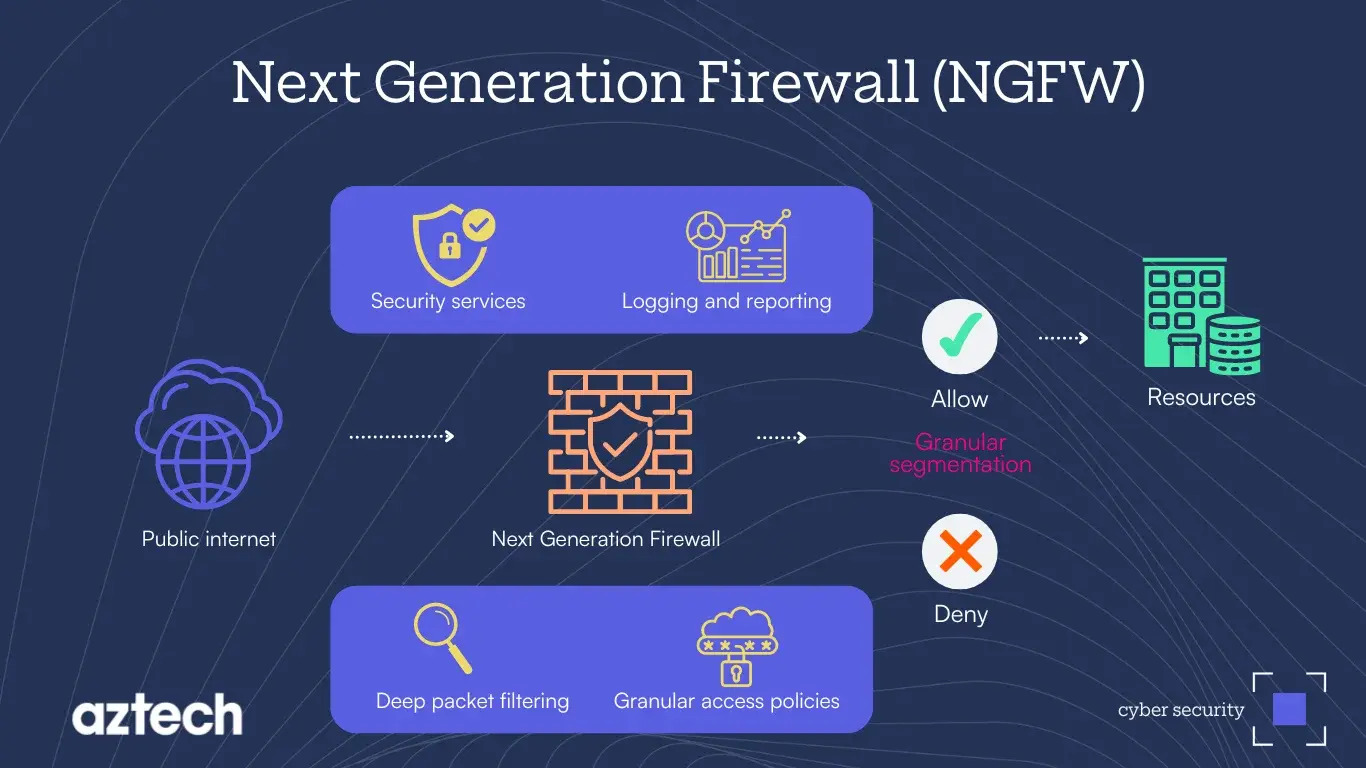 Next Generation Firewall (NGFW)
Security services
Logging and reporting
Allow
Resources
Granular
segmentation
Public internet
Next Generation Firewall
Deny
Deep packet filtering
Granular access policies
aztech
cyber security